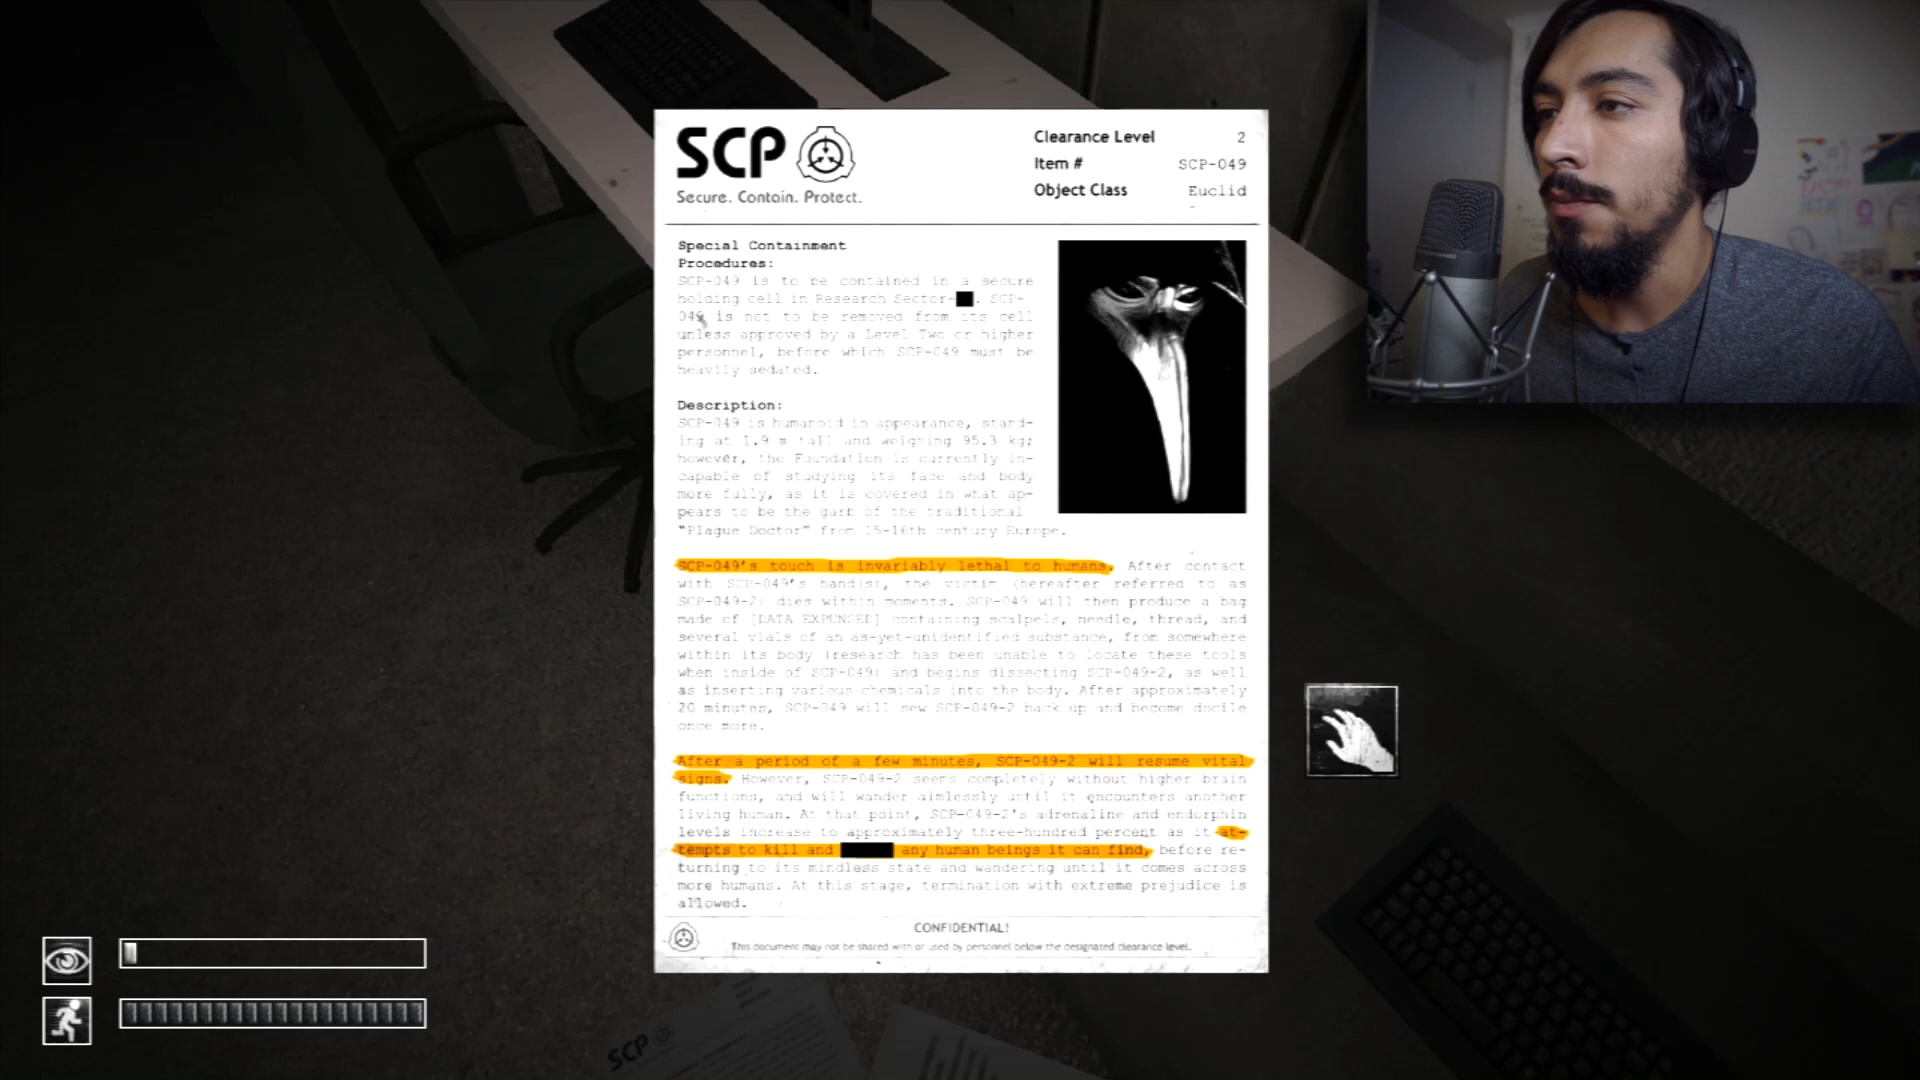 SCP
Secure. Contain. Protect.
Clearance Level 2
Item # SCP-049
Object Class Euclid
Special Containment
Procedures:
SCP-049 is to be contained in a secure
holding cell in Research Sector-██. SCP-
049 is not to be removed from its cell
unless approved by a Level Two or higher
personnel, before which SCP-049 must be
heavily sedated.
Description:
SCP-049 is humanoid in appearance, stand-
ing at 1.9 m tall and weighing 95.3 kg;
however, the Foundation is currently in-
capable of studying its face and body
more fully, as it is covered in what ap-
pears to be the garb of the traditional
"Plague Doctor" from 15-16th century Europe.
SCP-049's touch is invariably lethal to humans. After contact
with SCP-049's hand(s), the victim (hereafter referred to as
SCP-049-2) dies within moments. SCP-049 will then produce a bag
made of [DATA EXPUNGED] containing scalpels, needle, thread, and
several vials of an as-yet-unidentified substance, from somewhere
within its body (research has been unable to locate these tools
when inside of SCP-049) and begins dissecting SCP-049-2, as well
as inserting various chemicals into the body. After approximately
20 minutes, SCP-049 will sew SCP-049-2 back up and become docile
once more.
After a period of a few minutes, SCP-049-2 will resume vital
signs. However, SCP-049-2 seems completely without higher brain
functions, and will wander aimlessly until it encounters another
living human. At that point, SCP-049-2's adrenaline and endorphin
levels increase to approximately three-hundred percent as it at-
tempts to kill and ███ any human beings it can find, before re-
turning to its mindless state and wandering until it comes across
more humans. At this stage, termination with extreme prejudice is
allowed.
CONFIDENTIAL!
This document may not be shared with or used by personnel below the designated clearance level.
SCP